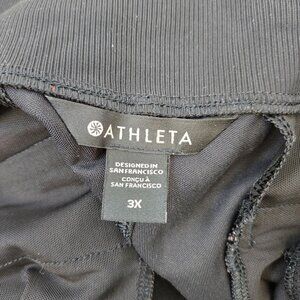 ATHLETA
DESIGNED IN
SAN FRANCISCO
CONÇU À
SAN FRANCISCO
3X